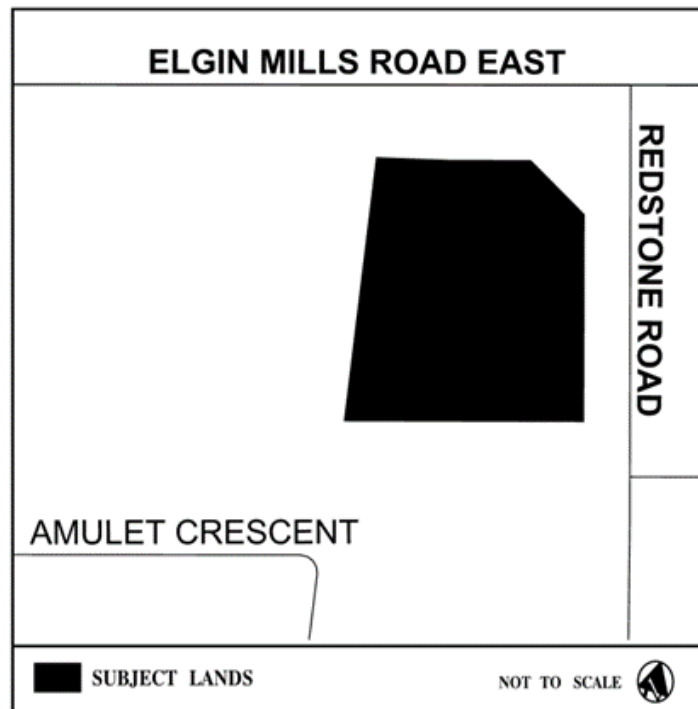 ELGIN MILLS ROAD EAST
REDSTONE ROAD
AMULET CRESCENT
SUBJECT LANDS
NOT TO SCALE